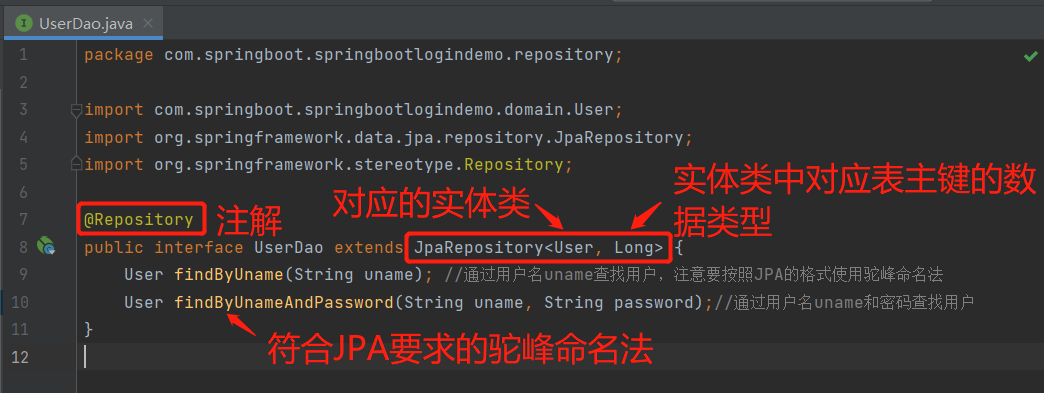 UserDao.java
1 package com.springboot.springbootlogindemo.repository;
2
3 import com.springboot.springbootlogindemo.domain.User;
4 import org.springframework.data.jpa.repository.JpaRepository;
5 import org.springframework.stereotype.Repository;
6
实体类中对应表主键的数
对应的实体类
据类型
7 @Repository 注解
8 public interface UserDao extends JpaRepository<User, Long> {
9 User findByUname(String uname); //通过用户名uname查找用户，注意要按照JPA的格式使用驼峰命名法
10 User findByUnameAndPassword(String uname, String password);//通过用户名uname和密码查找用户
11 }
符合JPA要求的驼峰命名法
12